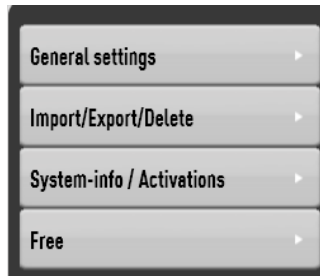 General settings
Import/Export/Delete
System-info / Activations
Free